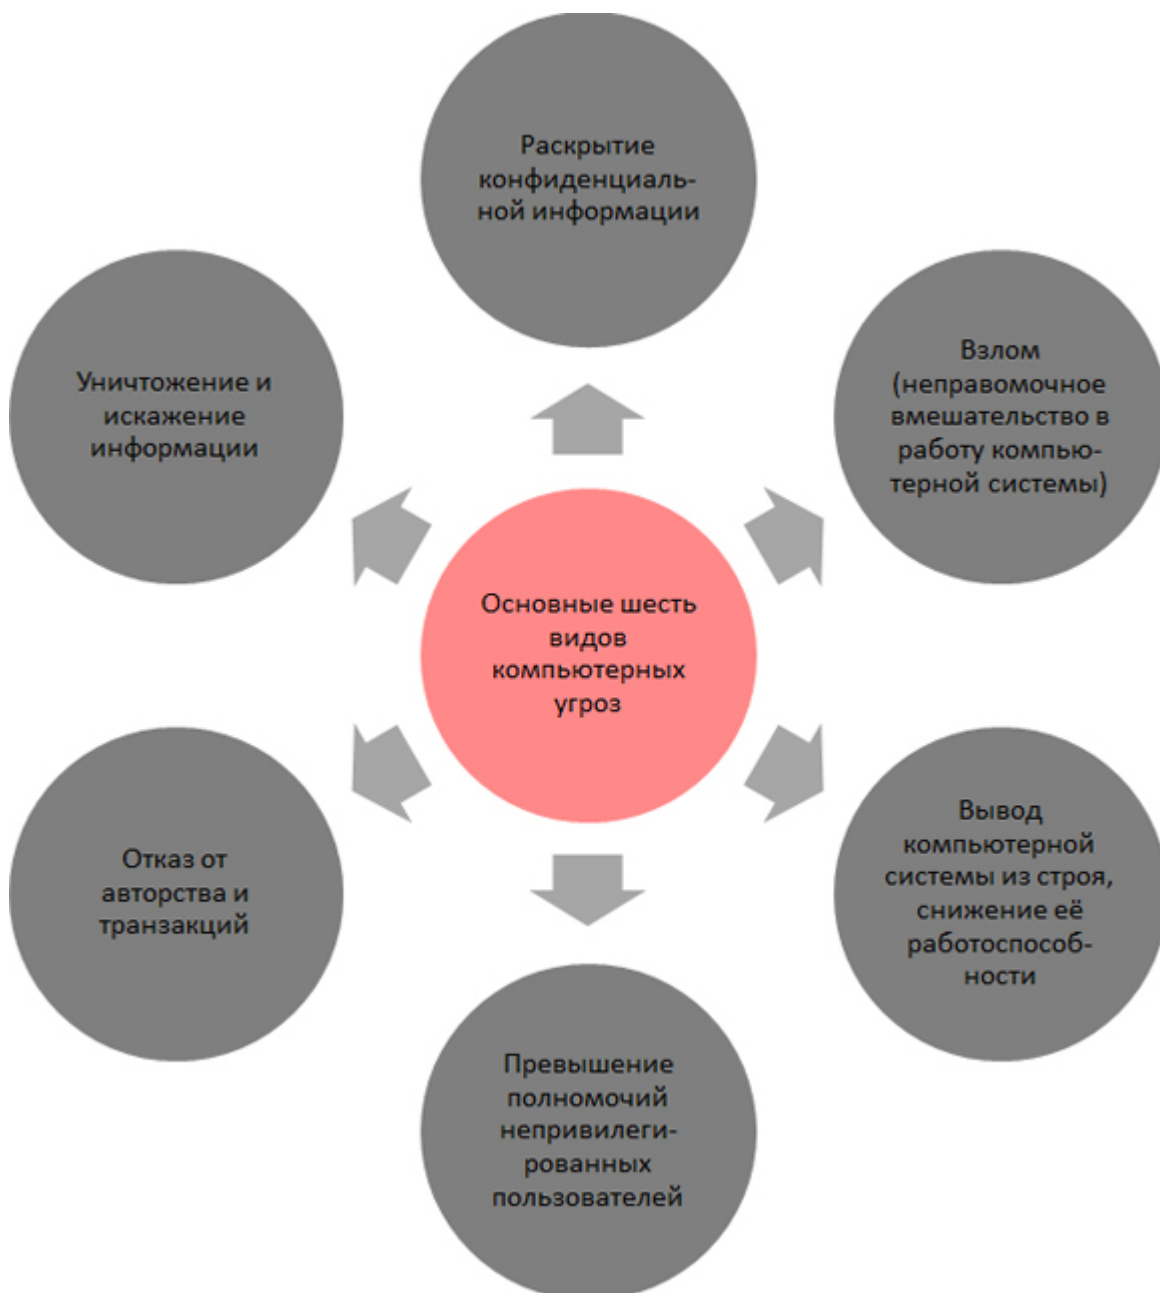 Раскрытие
конфиденциаль-
ной информации
Взлом
(неправомочное
вмешательство в
работу компью-
терной системы)
Уничтожение и
искажение
информации
Основные шесть
видов
компьютерных
угроз
Вывод
компьютерной
системы из строя,
снижение её
работоспособ-
ности
Отказ от
авторства и
транзакций
Превышение
полномочий
непривилеги-
рованных
пользователей